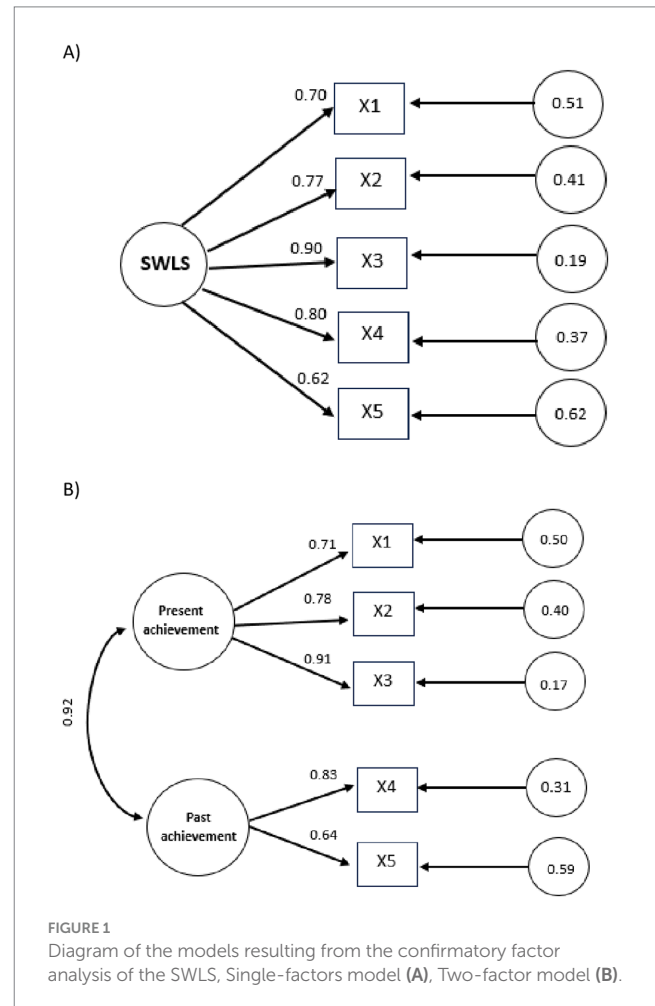 A)
0.70
X1
0.51
0.77
X2
0.41
SWLS
0.90
X3
0.19
0.80
X4
0.37
0.62
X5
0.62
B)
0.71
X1
0.50
Present
achievement
0.78
X2
0.40
0.91
X3
0.17
0.92
Past
achievement
0.83
X4
0.31
0.64
X5
0.59
FIGURE 1
Diagram of the models resulting from the confirmatory factor
analysis of the SWLS, Single-factors model (A), Two-factor model (B).